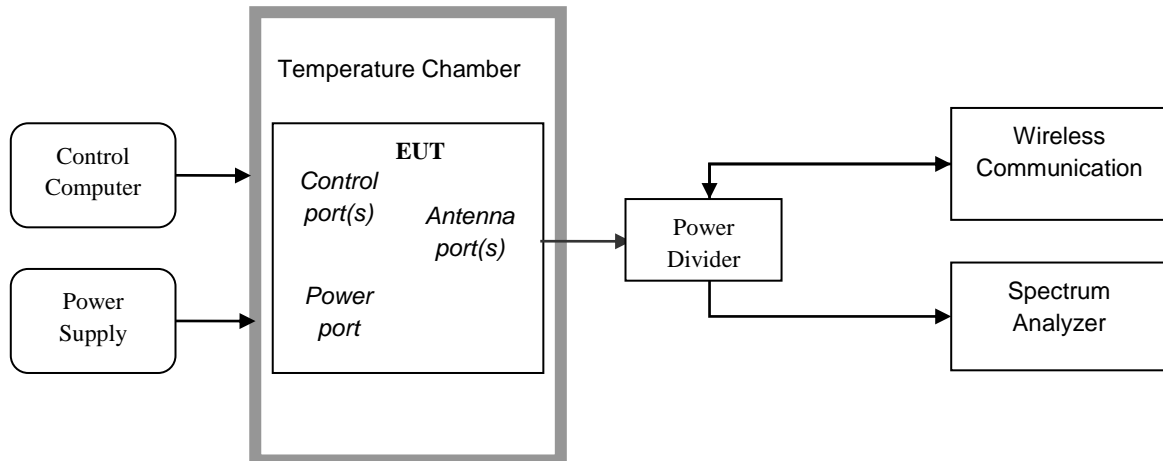 Temperature Chamber
Control
Computer
Power
Supply
EUT
Control
port(s)
Antenna
port(s)
Power
port
Power
Divider
Wireless
Communication
Spectrum
Analyzer